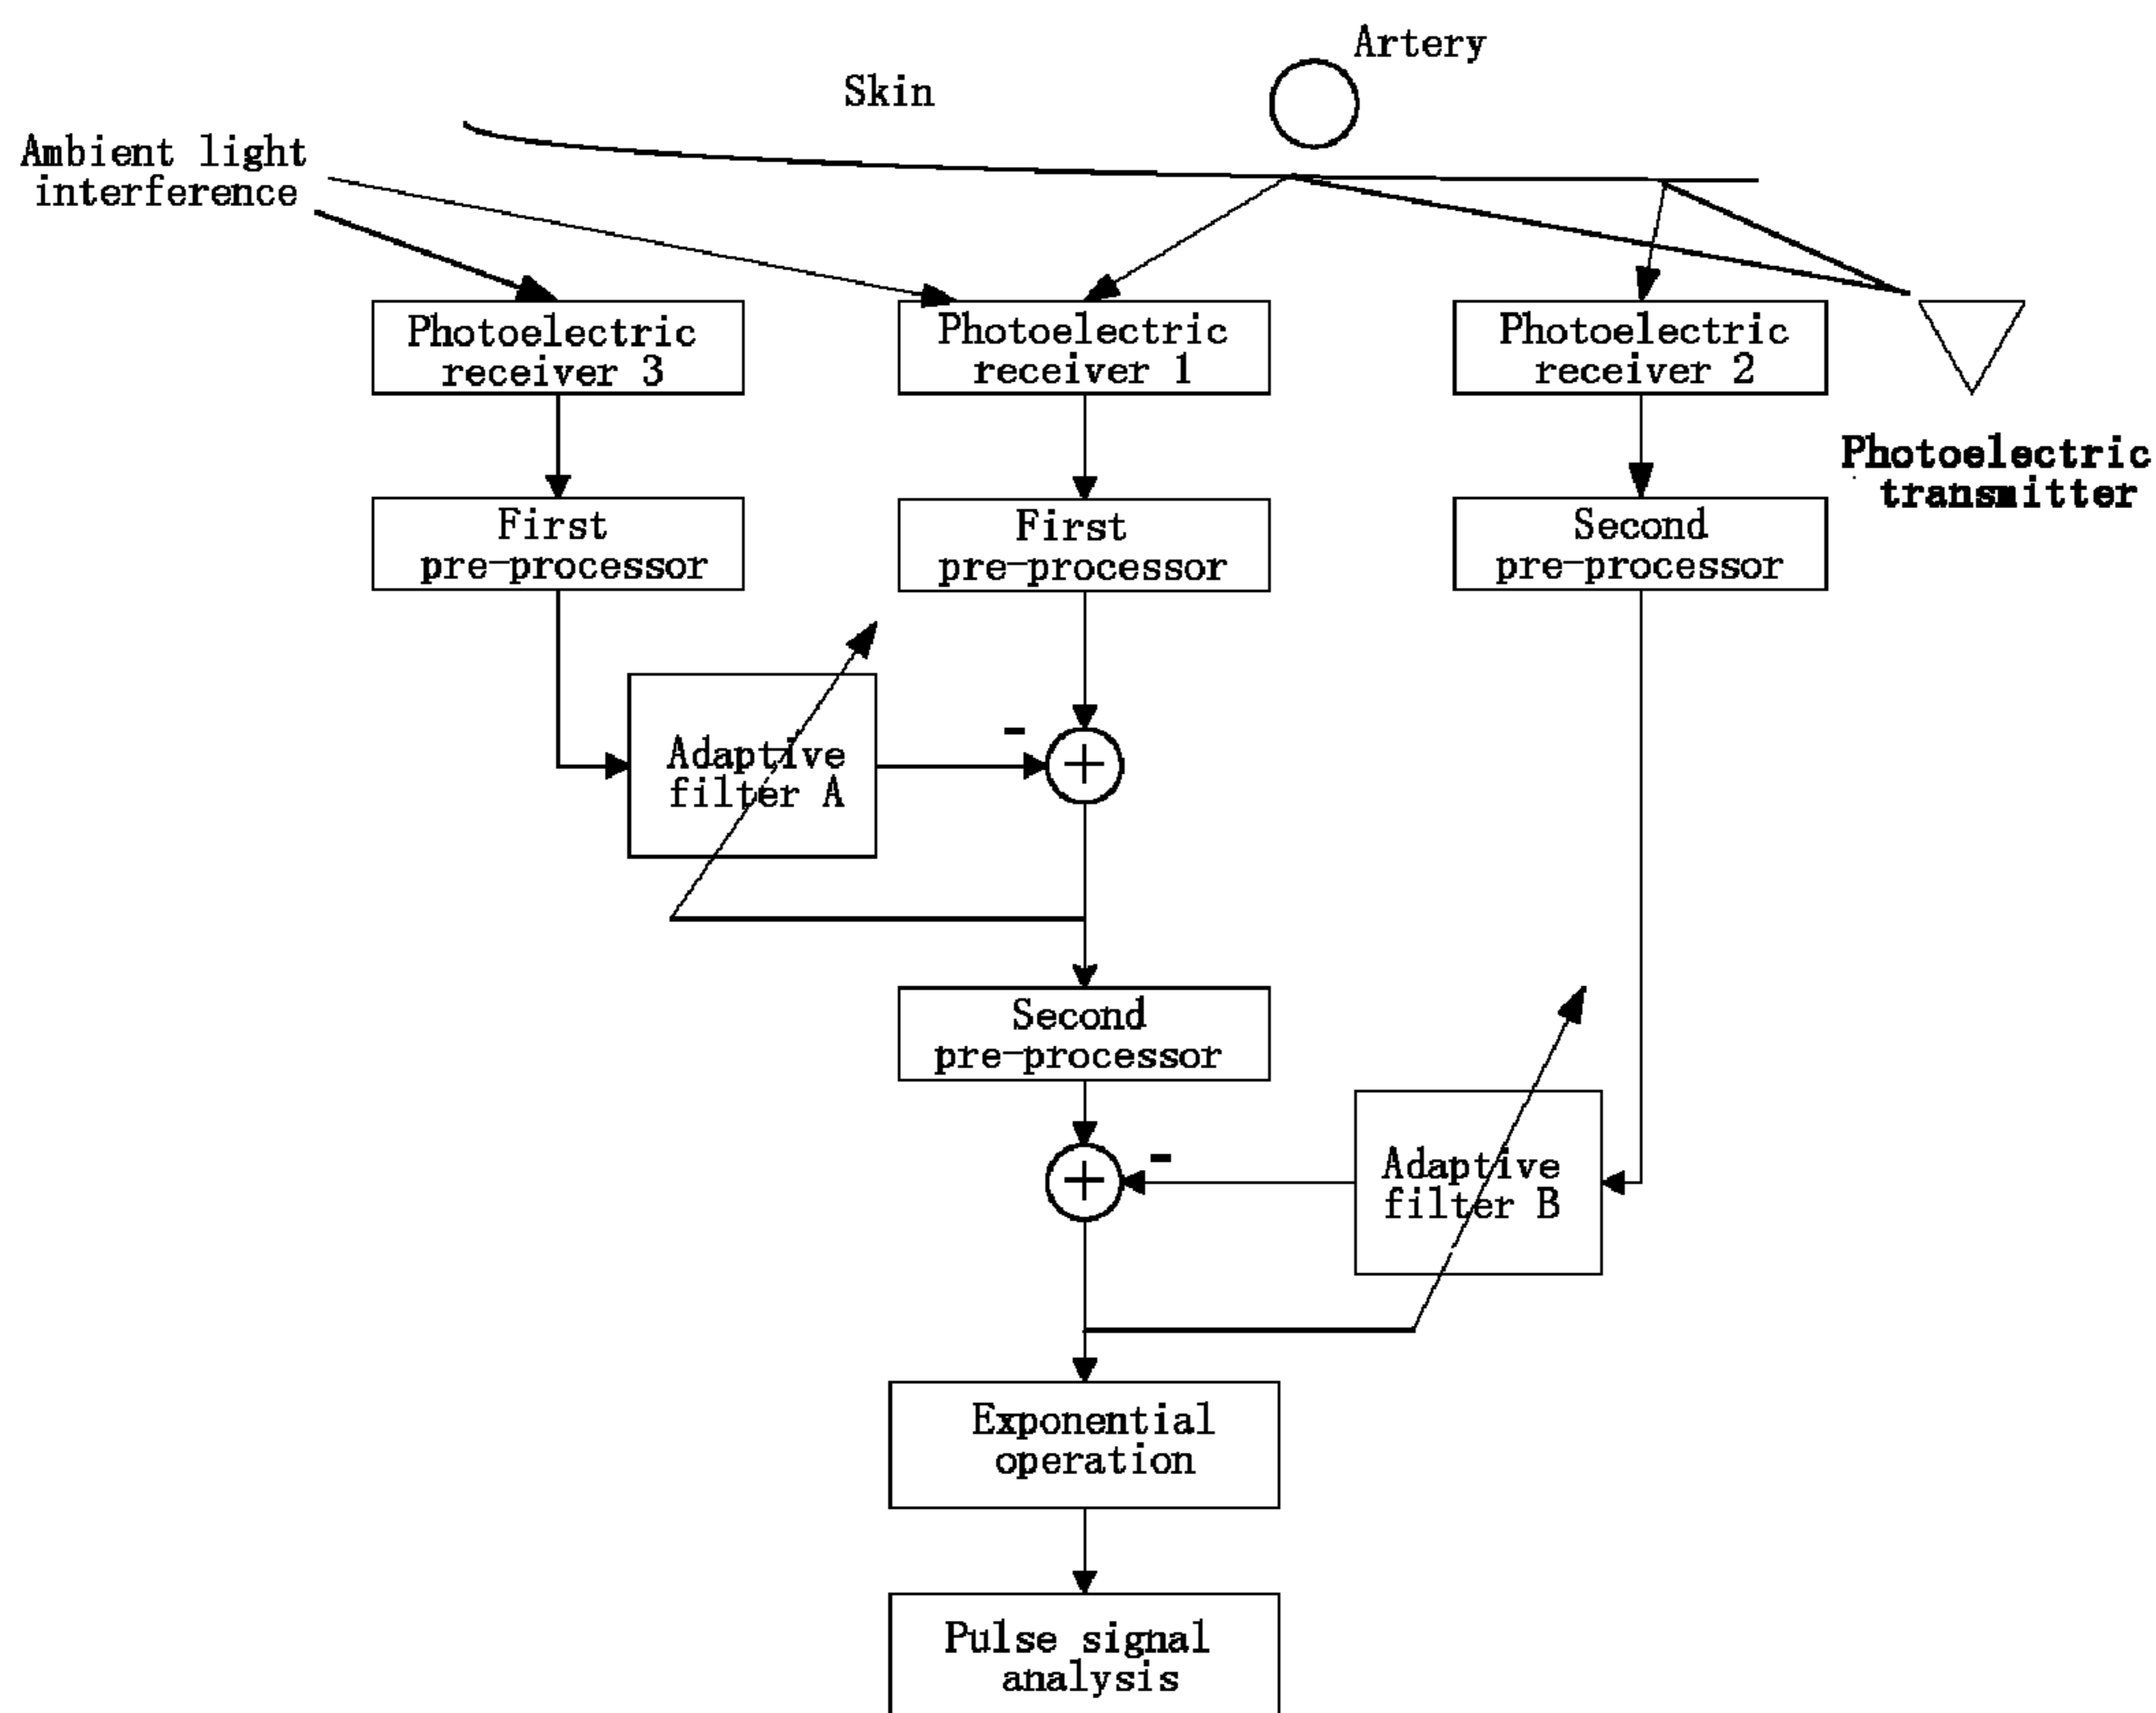 Artery
Skin
Ambient light
interference
Photoelectric
receiver 3
Photoelectric
receiver 1
Photoelectric
receiver 2
Photoelectric
transmitter
First
pre-processor
First
pre-processor
Second
pre-processor
-
+
Adaptive
filter A
Second
pre-processor
-
+
Adaptive
filter B
Exponential
operation
Pulse signal
analysis